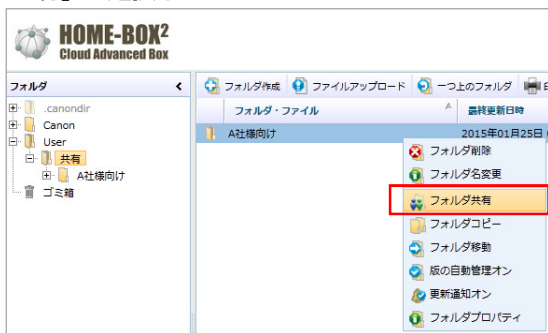 HOME-BOX²
Cloud Advanced Box
フォルダ
フォルダ作成 ファイルアップロード 一つ上のフォルダ
.canondir
Canon
User
共有
A社様向け
ゴミ箱
フォルダ・ファイル 最終更新日時
A社様向け 2015年01月25日
フォルダ削除
フォルダ名変更
フォルダ共有
フォルダコピー
フォルダ移動
版の自動管理オン
更新通知オン
フォルダプロパティ